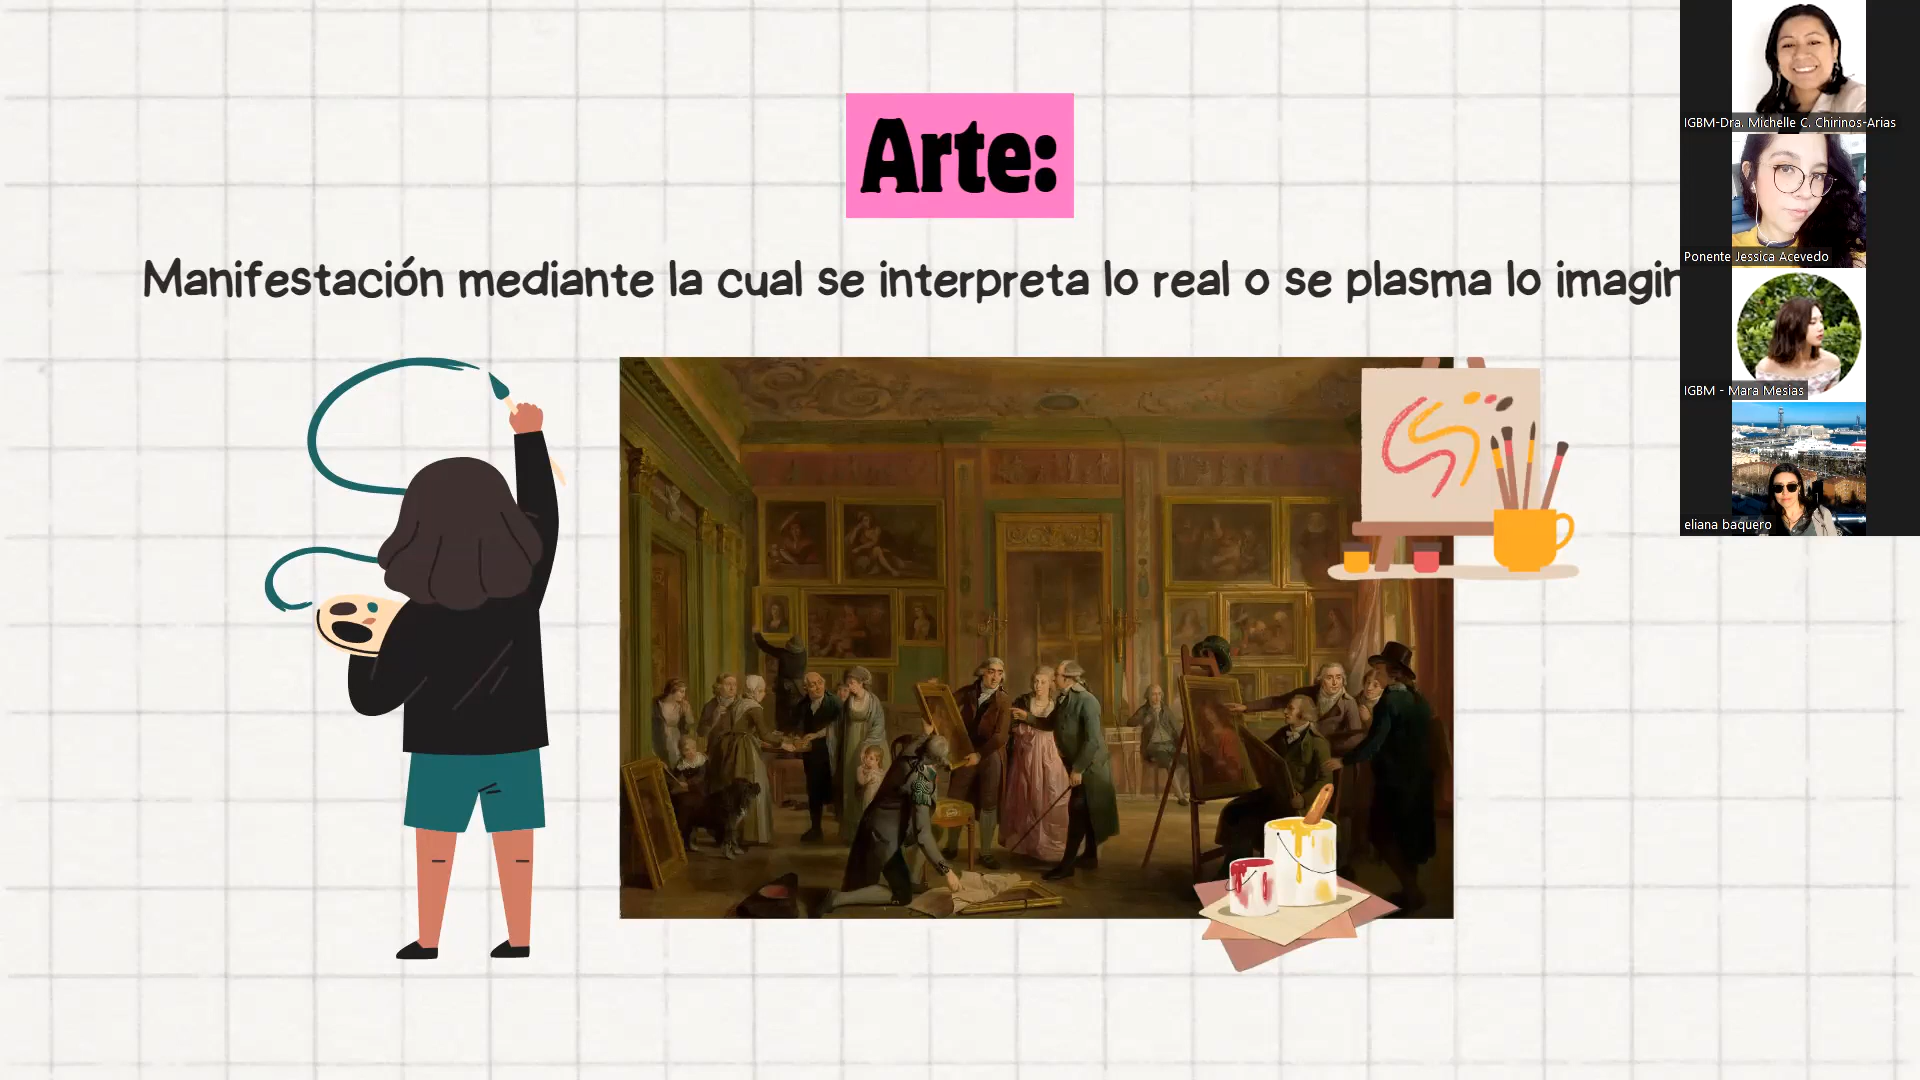 Arte:
Manifestación mediante la cual se interpreta lo real o se plasma lo
IGBM-Dra. Michelle C. Chirinos-Arias
Ponente Jessica Acevedo
IGBM - Mara Mesias
eliana baquero